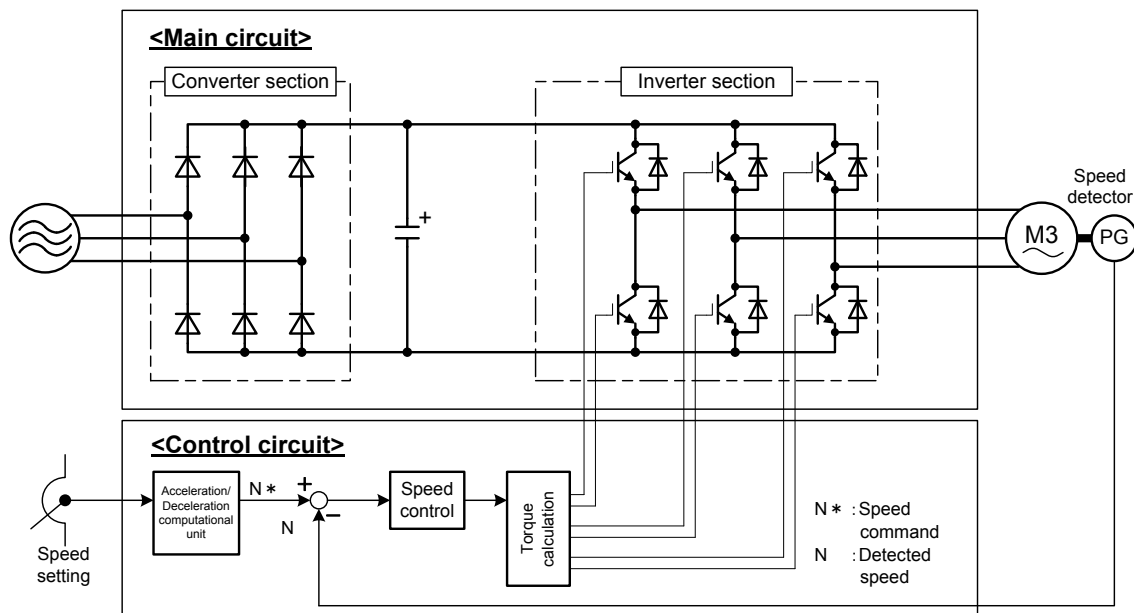 <Main circuit>
Converter section
Inverter section
+
Speed
detector
M3
PG
<Control circuit>
Acceleration/
Deceleration
computational
unit
N*
+
N
−
Speed
control
Torque
calculation
N* : Speed
command
N : Detected
speed
Speed
setting